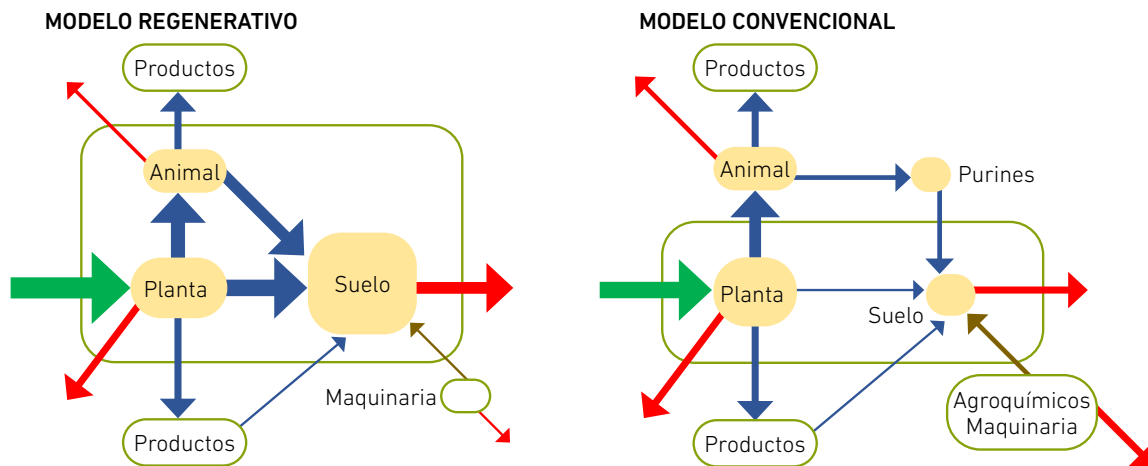 MODELO REGENERATIVO
Productos
Animal
Planta
Suelo
Maquinaria
Productos
MODELO CONVENCIONAL
Productos
Animal
Purines
Planta
Suelo
Agroquímicos
Maquinaria
Productos